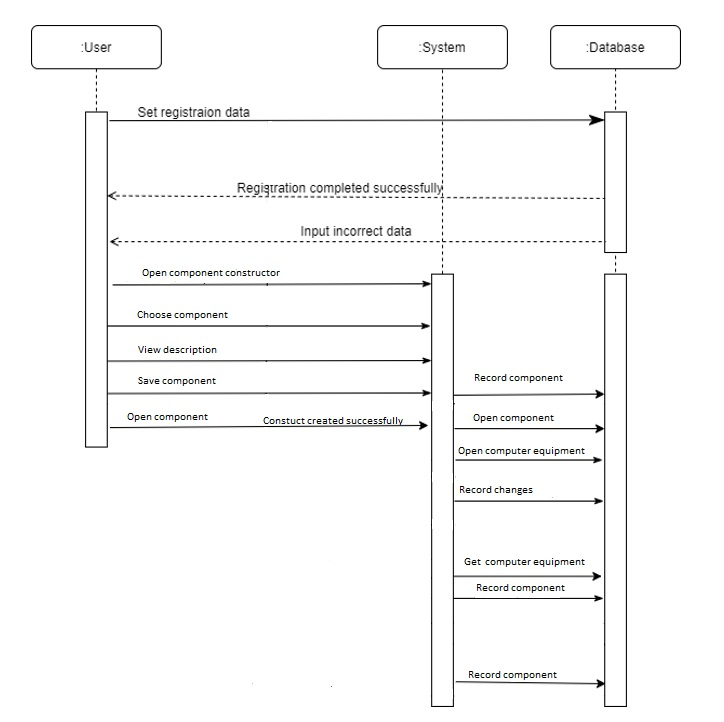 :User
:System
:Database
Set registraion data
Registration completed successfully
Input incorrect data
Open component constructor
Choose component
View description
Save component
Record component
Open component
Constuct created successfully
Open component
Open computer equipment
Record changes
Get computer equipment
Record component
Record component